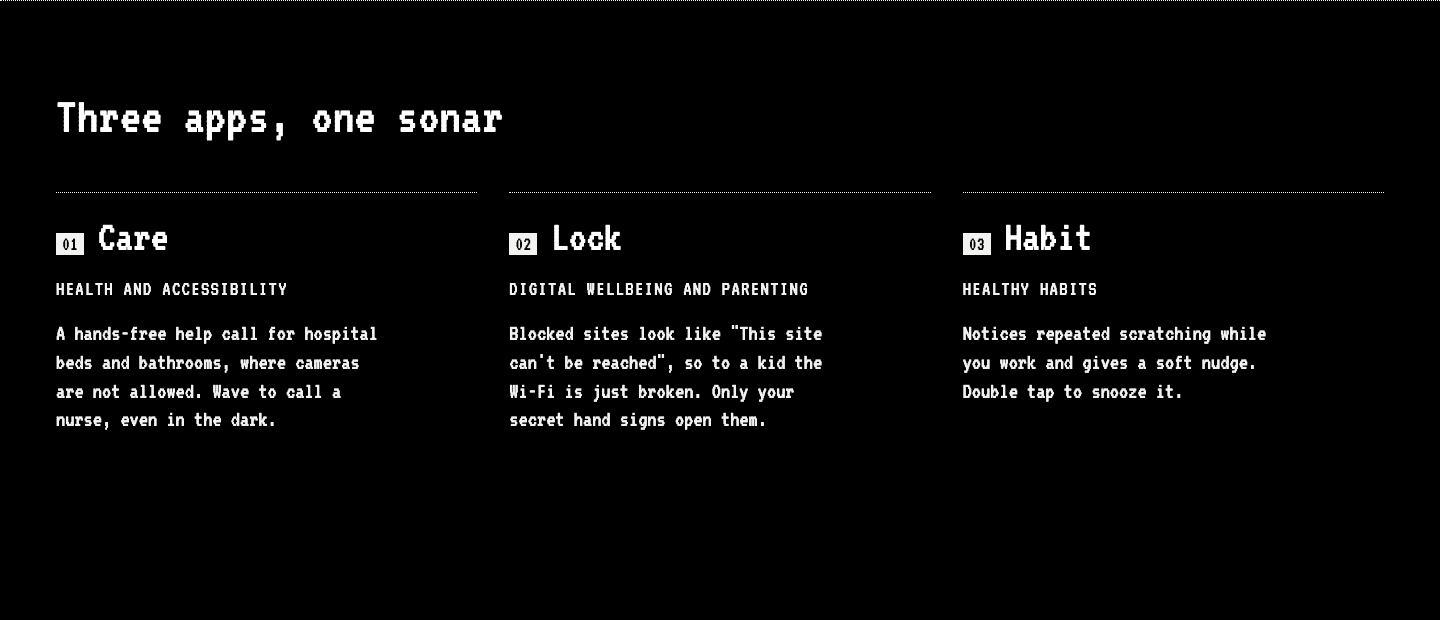 Three apps, one sonar
01 Care
HEALTH AND ACCESSIBILITY
A hands-free help call for hospital
beds and bathrooms, where cameras
are not allowed. Wave to call a
nurse, even in the dark.
02 Lock
DIGITAL WELLBEING AND PARENTING
Blocked sites look like "This site
can't be reached", so to a kid the
Wi-Fi is just broken. Only your
secret hand signs open them.
03 Habit
HEALTHY HABITS
Notices repeated scratching while
you work and gives a soft nudge.
Double tap to snooze it.